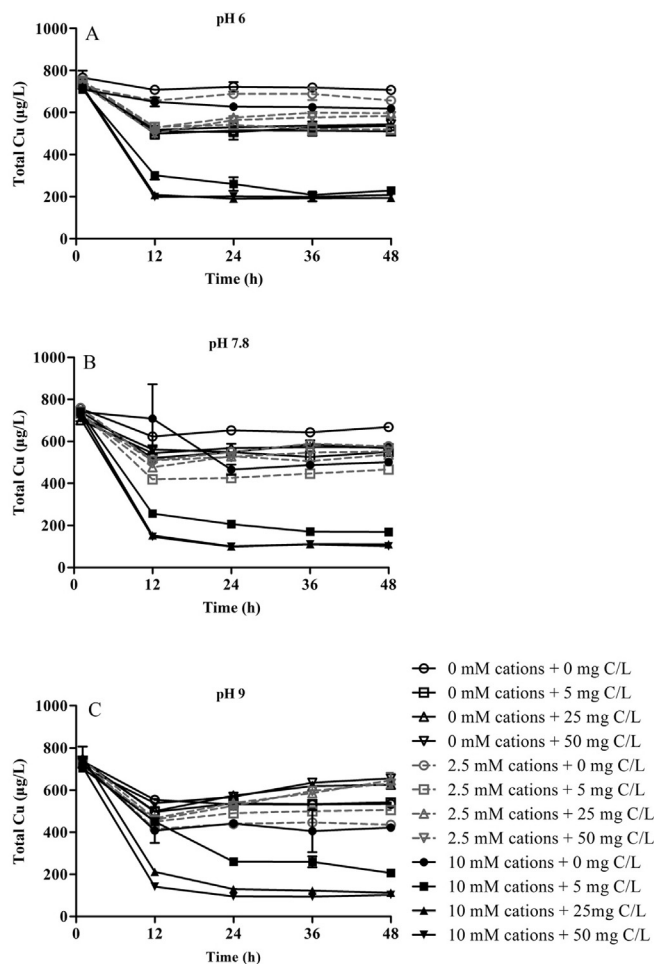 pH 6
A
1000
800
600
400
200
0
Total Cu (µg/L)
0 12 24 36 48
Time (h)
pH 7.8
B
1000
800
600
400
200
0
Total Cu (µg/L)
0 12 24 36 48
Time (h)
pH 9
C
1000
800
600
400
200
0
Total Cu (µg/L)
0 12 24 36 48
Time (h)
0 mM cations + 0 mg C/L
0 mM cations + 5 mg C/L
0 mM cations + 25 mg C/L
0 mM cations + 50 mg C/L
2.5 mM cations + 0 mg C/L
2.5 mM cations + 5 mg C/L
2.5 mM cations + 25 mg C/L
2.5 mM cations + 50 mg C/L
10 mM cations + 0 mg C/L
10 mM cations + 5 mg C/L
10 mM cations + 25mg C/L
10 mM cations + 50 mg C/L